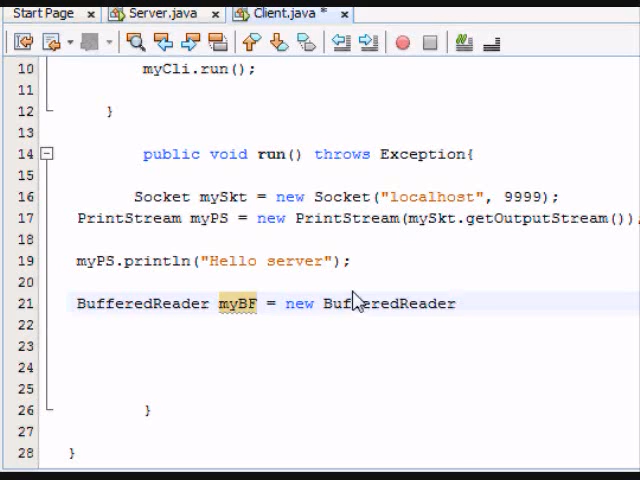 Start Page x Server.java x Client.java * x
10 myCli.run();
11
12 }
13
14 public void run() throws Exception{
15
16 Socket mySkt = new Socket("localhost", 9999);
17 PrintStream myPS = new PrintStream(mySkt.getOutputStream())
18
19 myPS.println("Hello server");
20
21 BufferedReader myBF = new BufferedReader
22
23
24
25
26 }
27
28 }